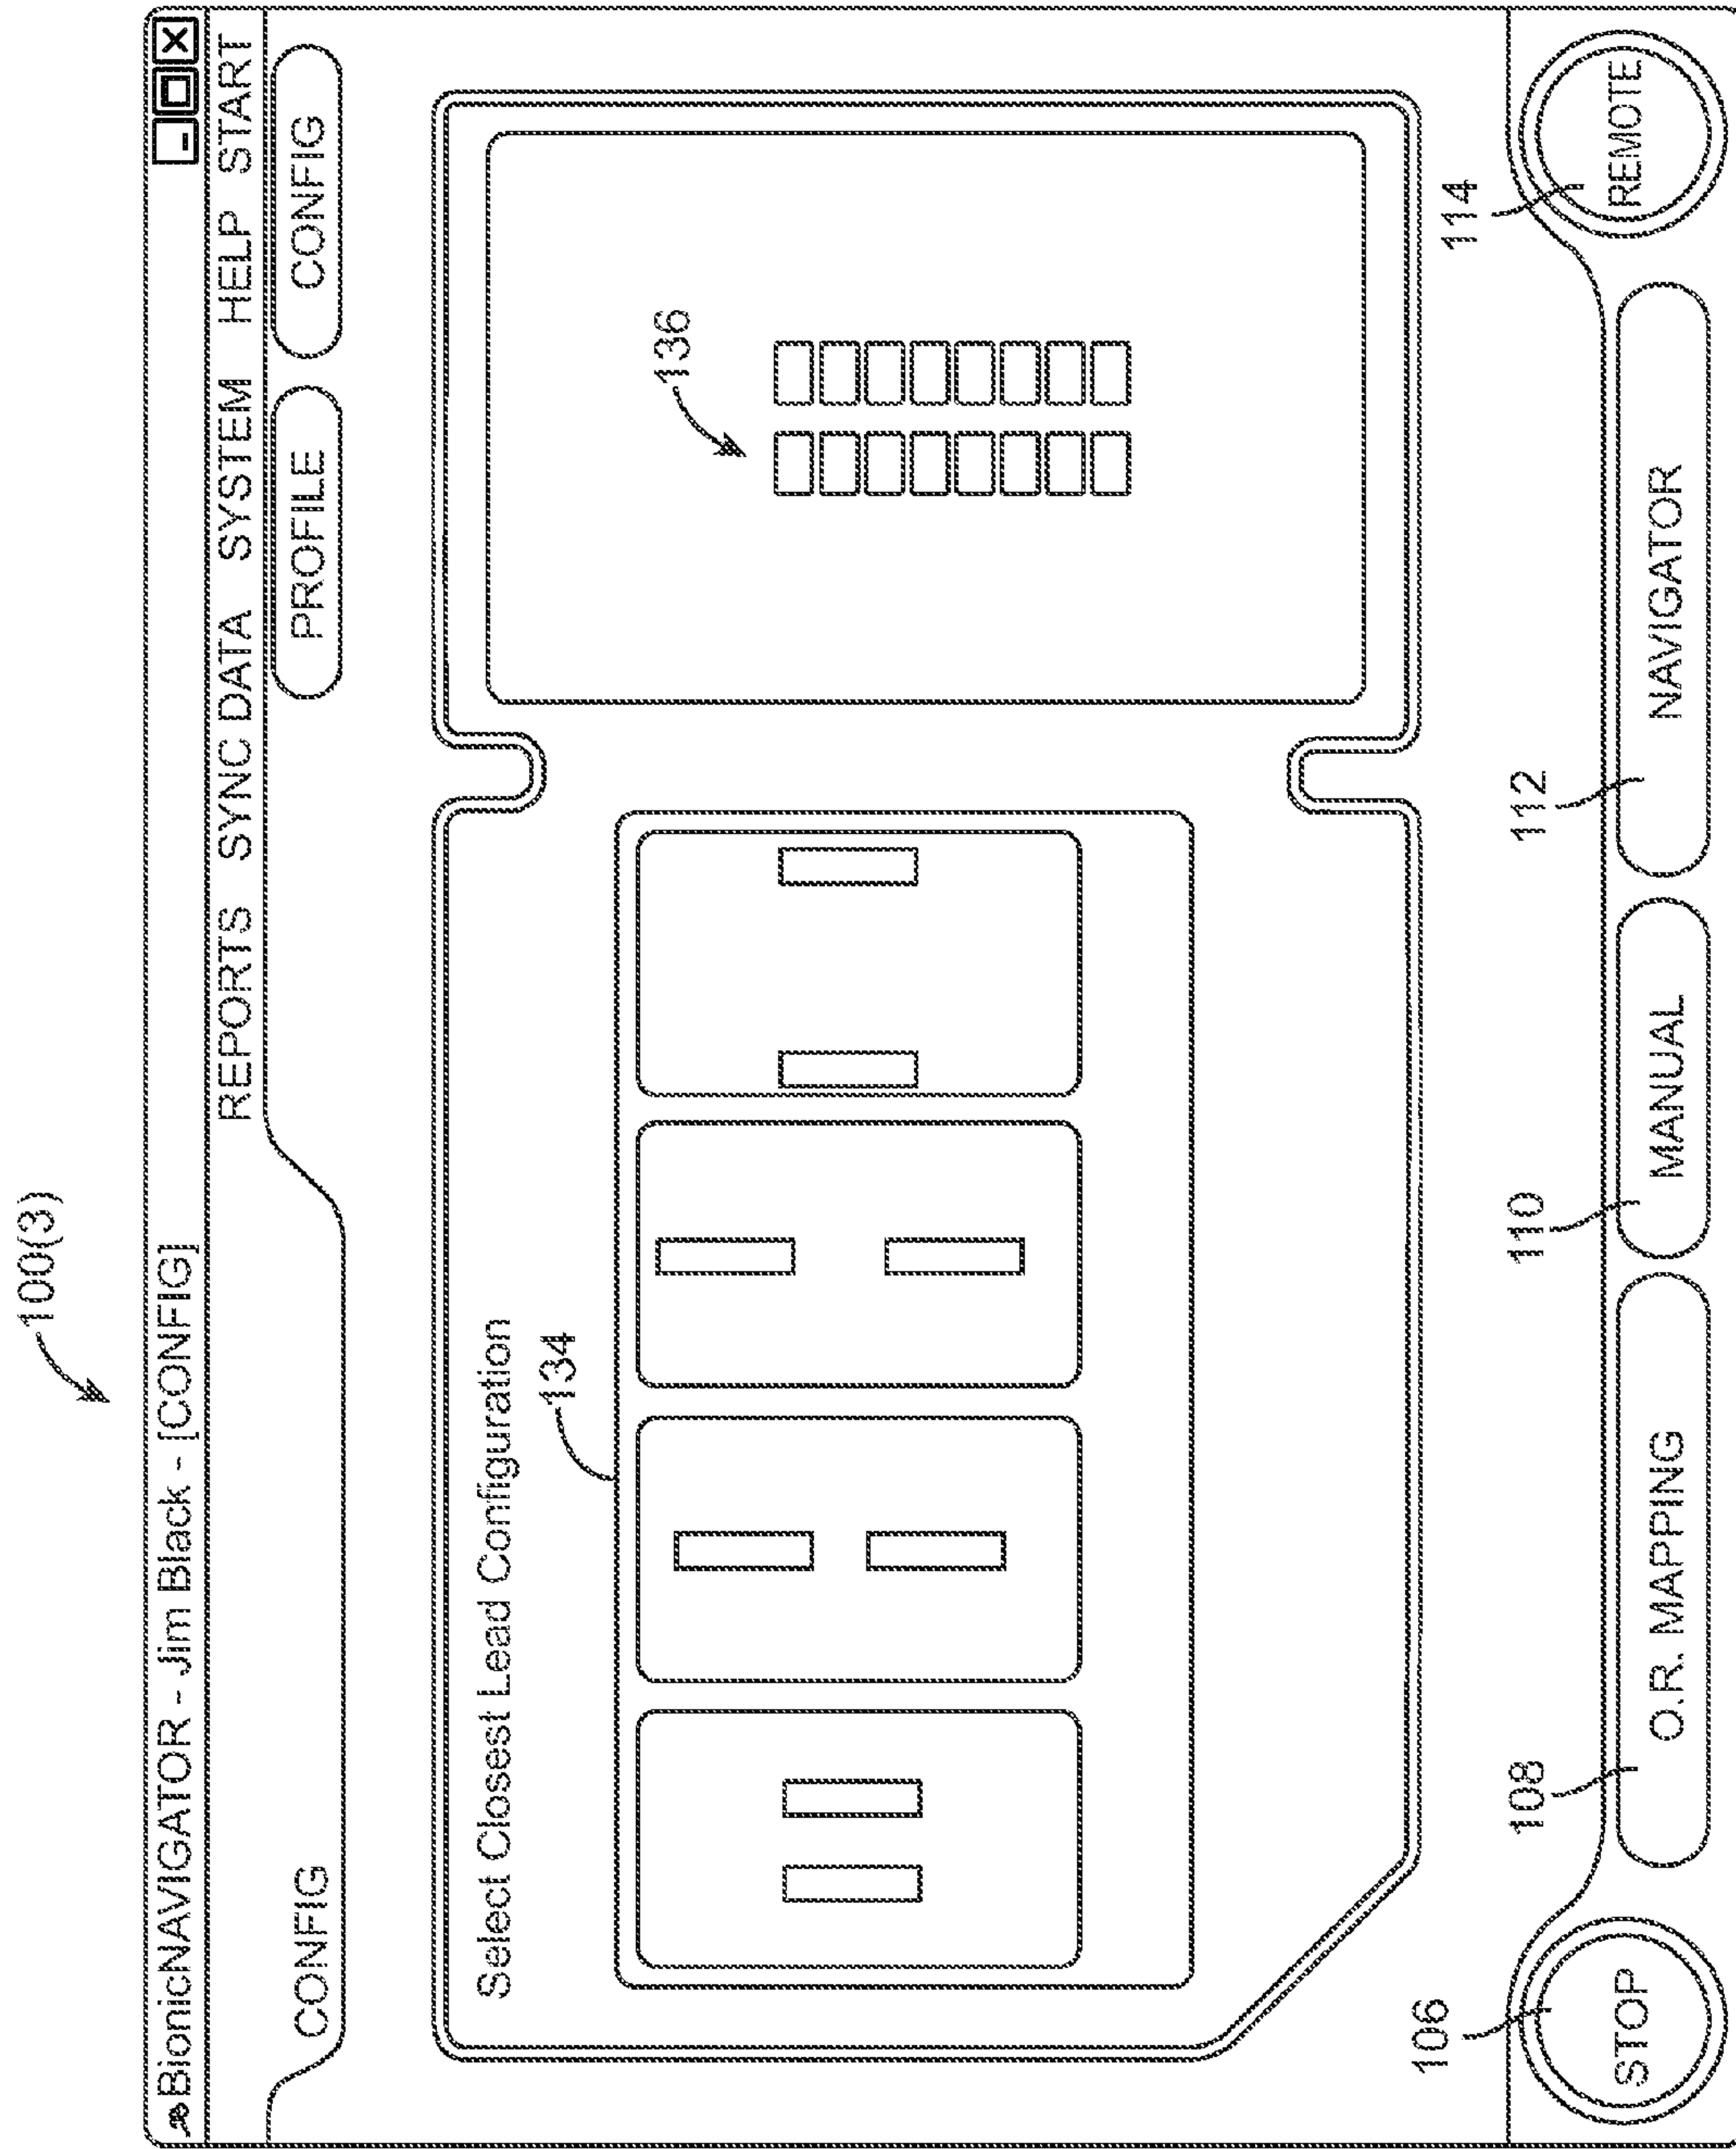 100(3)
BionicNAVIGATOR - Jim Black - [CONFIG]
REPORTS SYNC DATA SYSTEM HELP START
CONFIG
PROFILE
CONFIG
Select Closest Lead Configuration
134
136
106
108
110
112
114
STOP
O.R. MAPPING
MANUAL
NAVIGATOR
REMOTE